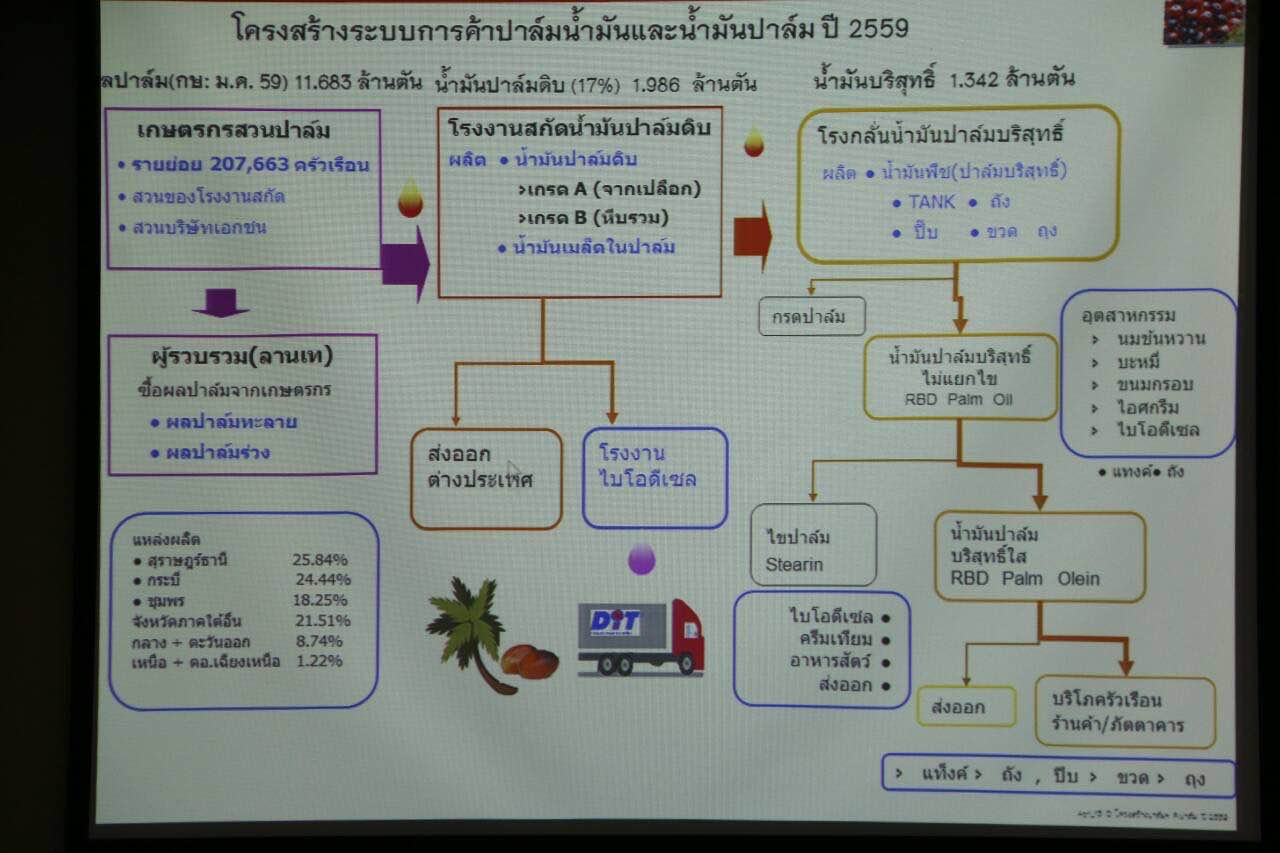 โครงสร้างระบบการค้าปาล์มน้ำมันและน้ำมันปาล์ม ปี 2559
ลปาล์ม(กษ: ม.ค. 59) 11.683 ล้านตัน
น้ำมันปาล์มดิบ (17%) 1.986 ล้านตัน
น้ำมันบริสุทธิ์ 1.342 ล้านตัน
เกษตรกรสวนปาล์ม
• รายย่อย 207,663 ครัวเรือน
• สวนของโรงงานสกัด
• สวนบริษัทเอกชน
โรงงานสกัดน้ำมันปาล์มดิบ
ผลิต • น้ำมันปาล์มดิบ
>เกรด A (จากเปลือก)
>เกรด B (หีบรวม)
• น้ำมันเมล็ดในปาล์ม
โรงกลั่นน้ำมันปาล์มบริสุทธิ์
ผลิต • น้ำมันพืช(ปาล์มบริสุทธิ์)
• TANK • ถัง
• ปี๊บ • ขวด ถุง
ผู้รวบรวม(ลานเท)
ซื้อผลปาล์มจากเกษตรกร
• ผลปาล์มทะลาย
• ผลปาล์มร่วง
กรดปาล์ม
น้ำมันปาล์มบริสุทธิ์
ไม่แยกไข
RBD Palm Oil
อุตสาหกรรม
> นมข้นหวาน
> บะหมี่
> ขนมกรอบ
> ไอศกรีม
> ไบโอดีเซล
• แทงค์• ถัง
ส่งออก
ต่างประเทศ
โรงงาน
ไบโอดีเซล
แหล่งผลิต
• สุราษฎร์ธานี 25.84%
• กระบี่ 24.44%
• ชุมพร 18.25%
จังหวัดภาคใต้อื่น 21.51%
กลาง + ตะวันออก 8.74%
เหนือ + ตอ.เฉียงเหนือ 1.22%
DIT
ไขปาล์ม
Stearin
น้ำมันปาล์ม
บริสุทธิ์ใส
RBD Palm Olein
ไบโอดีเซล •
ครีมเทียม •
อาหารสัตว์ •
ส่งออก •
ส่งออก
บริโภคครัวเรือน
ร้านค้า/ภัตตาคาร
> แท็งค์ > ถัง , ปี๊บ > ขวด > ถุง